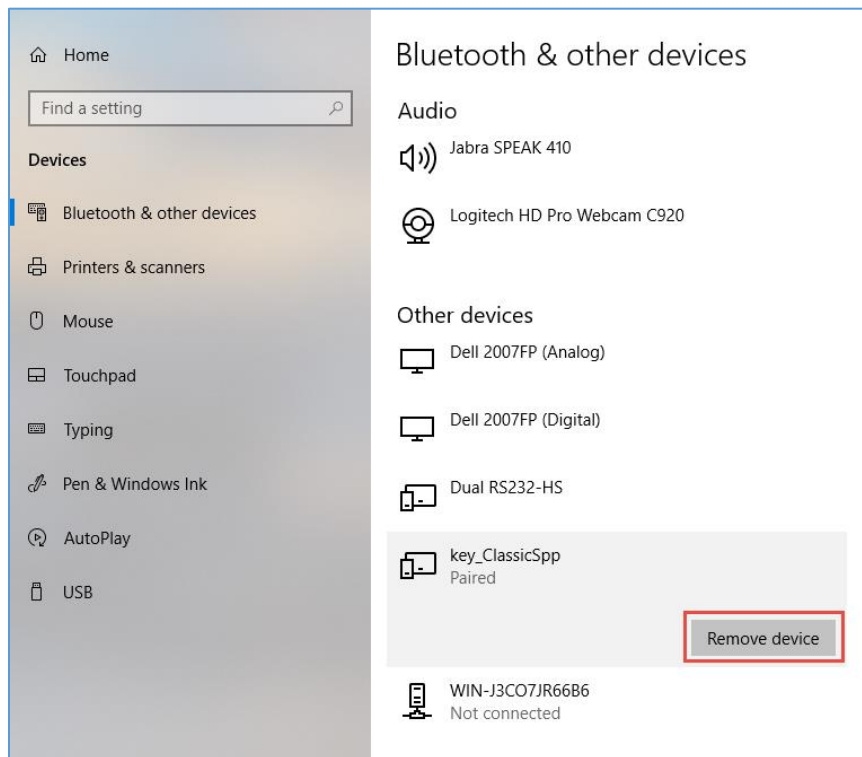 Home
Find a setting
Devices
Bluetooth & other devices
Printers & scanners
Mouse
Touchpad
Typing
Pen & Windows Ink
AutoPlay
USB
Bluetooth & other devices
Audio
Jabra SPEAK 410
Logitech HD Pro Webcam C920
Other devices
Dell 2007FP (Analog)
Dell 2007FP (Digital)
Dual RS232-HS
key_ClassicSpp
Paired
Remove device
WIN-J3CO7JR66B6
Not connected